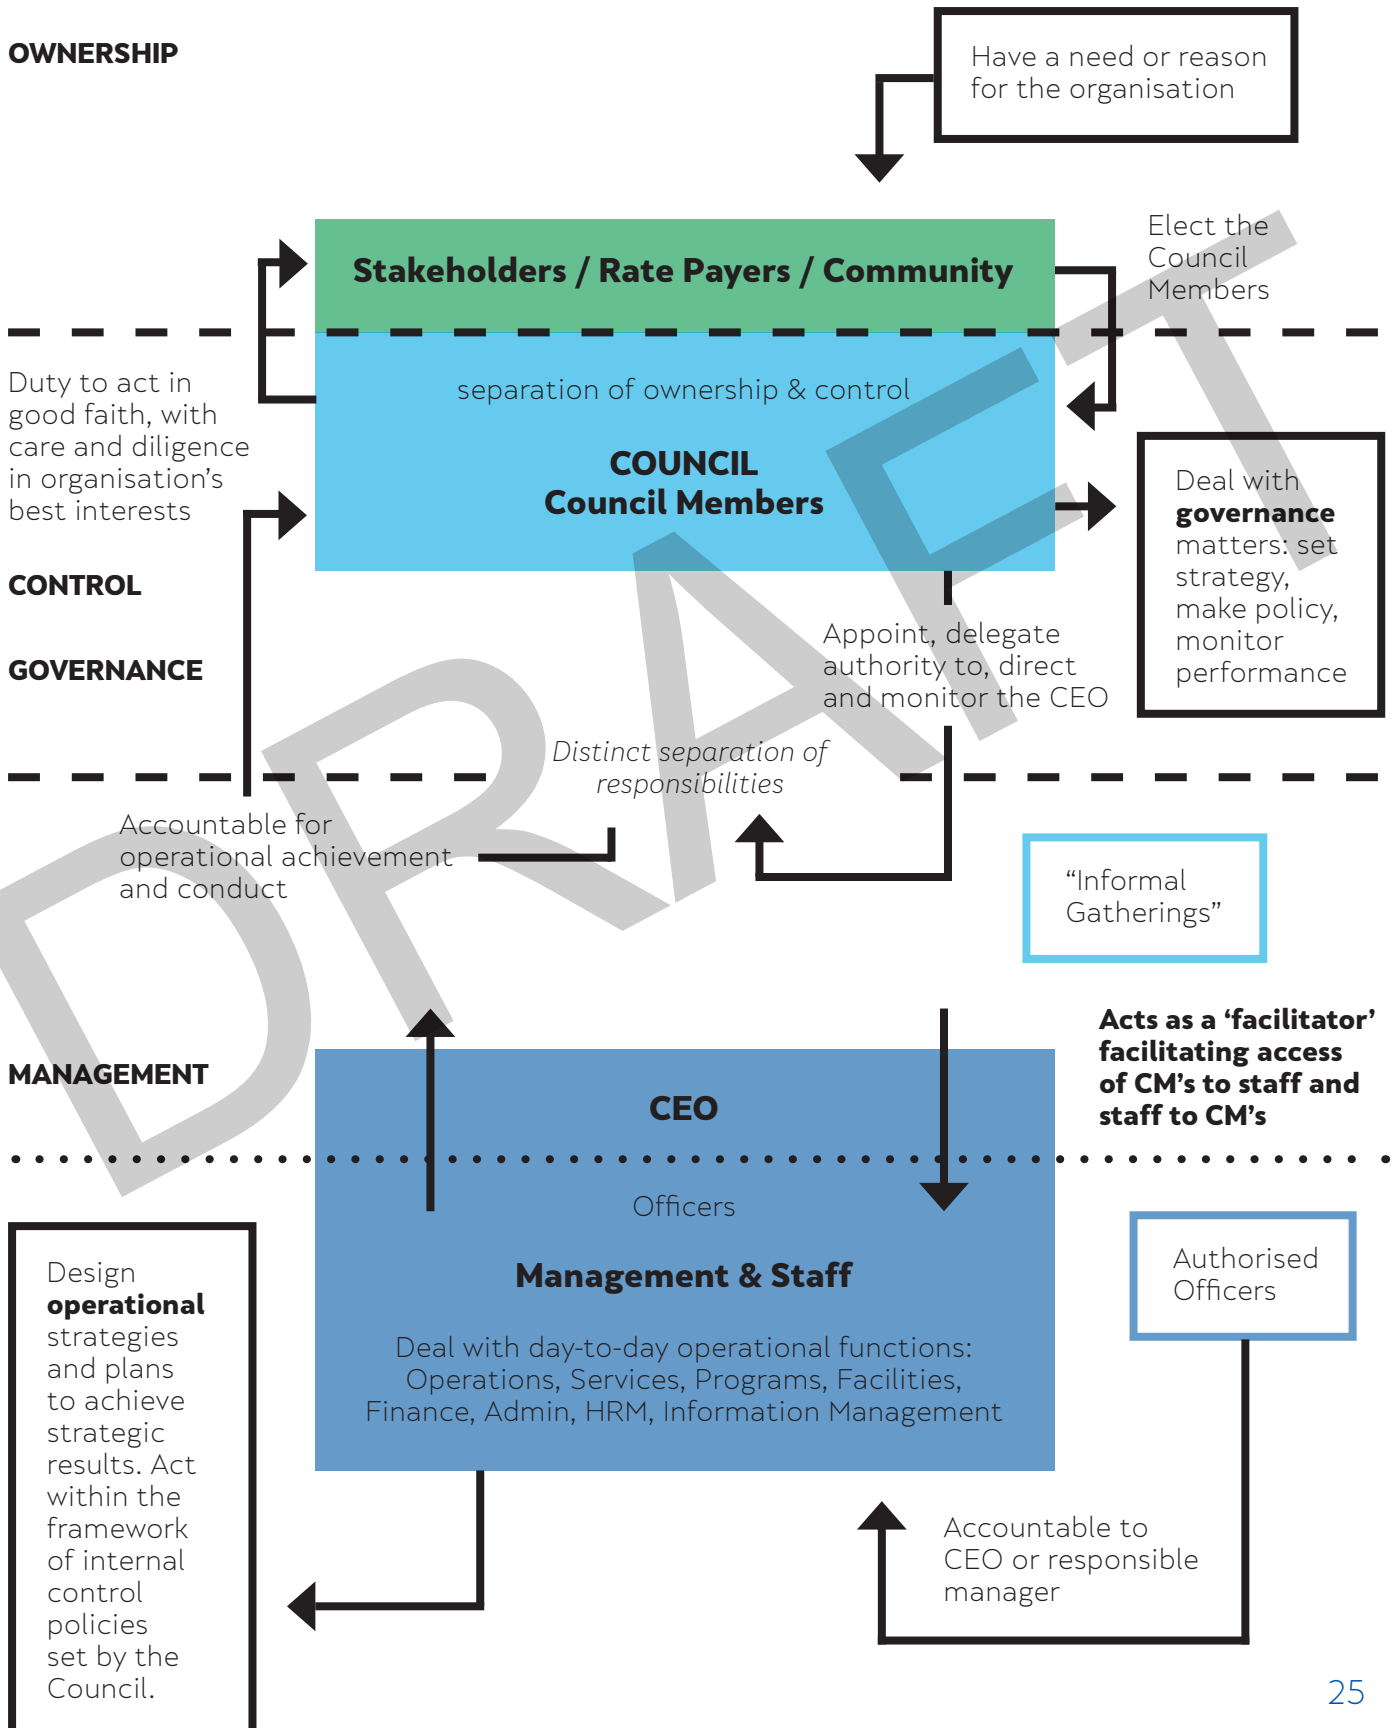 OWNERSHIP
Have a need or reason
for the organisation
Stakeholders / Rate Payers / Community
Elect the
Council
Members
Duty to act in
good faith, with
care and diligence
in organisation’s
best interests
separation of ownership & control
COUNCIL
Council Members
Deal with
governance
matters: set
strategy,
make policy,
monitor
performance
CONTROL
GOVERNANCE
Appoint, delegate
authority to, direct
and monitor the CEO
Distinct separation of
responsibilities
Accountable for
operational achievement
and conduct
“Informal
Gatherings”
DRAFT
MANAGEMENT
CEO
Acts as a ‘facilitator’
facilitating access
of CM’s to staff and
staff to CM’s
Officers
Management & Staff
Deal with day-to-day operational functions:
Operations, Services, Programs, Facilities,
Finance, Admin, HRM, Information Management
Authorised
Officers
Design
operational
strategies
and plans
to achieve
strategic
results. Act
within the
framework
of internal
control
policies
set by the
Council.
Accountable to
CEO or responsible
manager
25